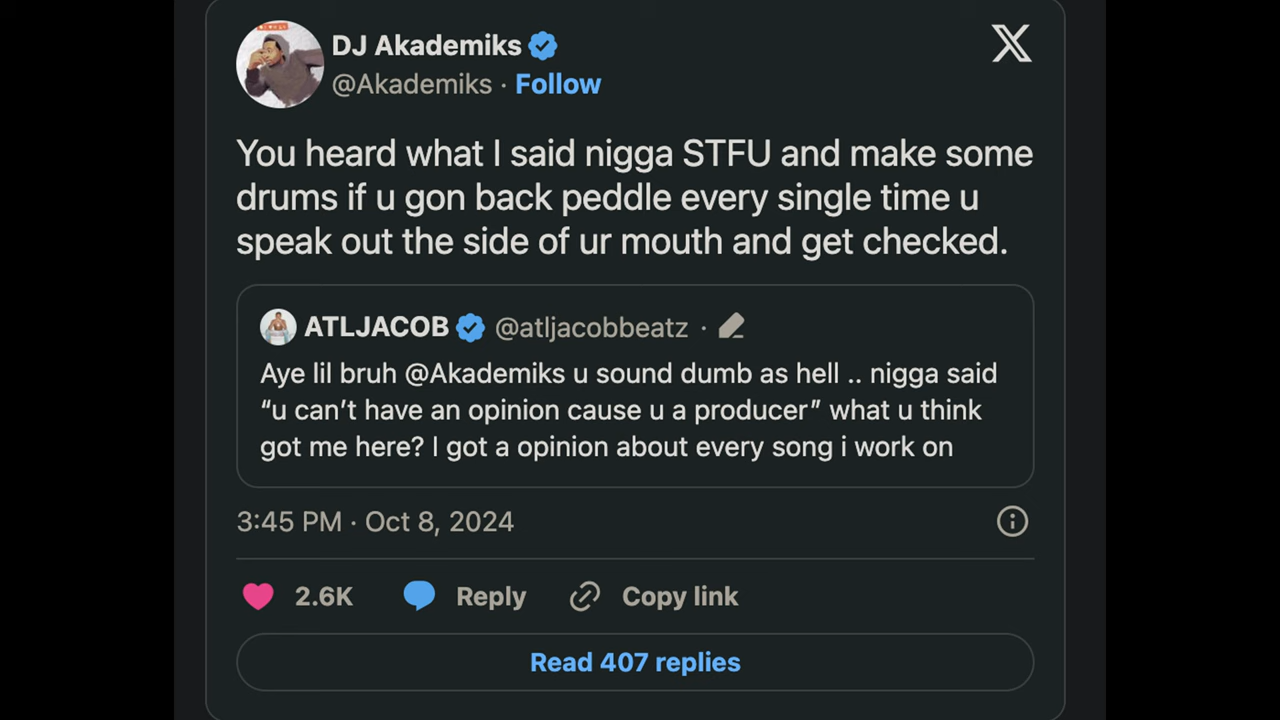 DJ Akademiks
@Akademiks · Follow
You heard what I said nigga STFU and make some
drums if u gon back peddle every single time u
speak out the side of ur mouth and get checked.
ATLJACOB @atljacobbeatz ·
Aye lil bruh @Akademiks u sound dumb as hell .. nigga said
“u can’t have an opinion cause u a producer” what u think
got me here? I got a opinion about every song i work on
3:45 PM · Oct 8, 2024
2.6K Reply Copy link
Read 407 replies